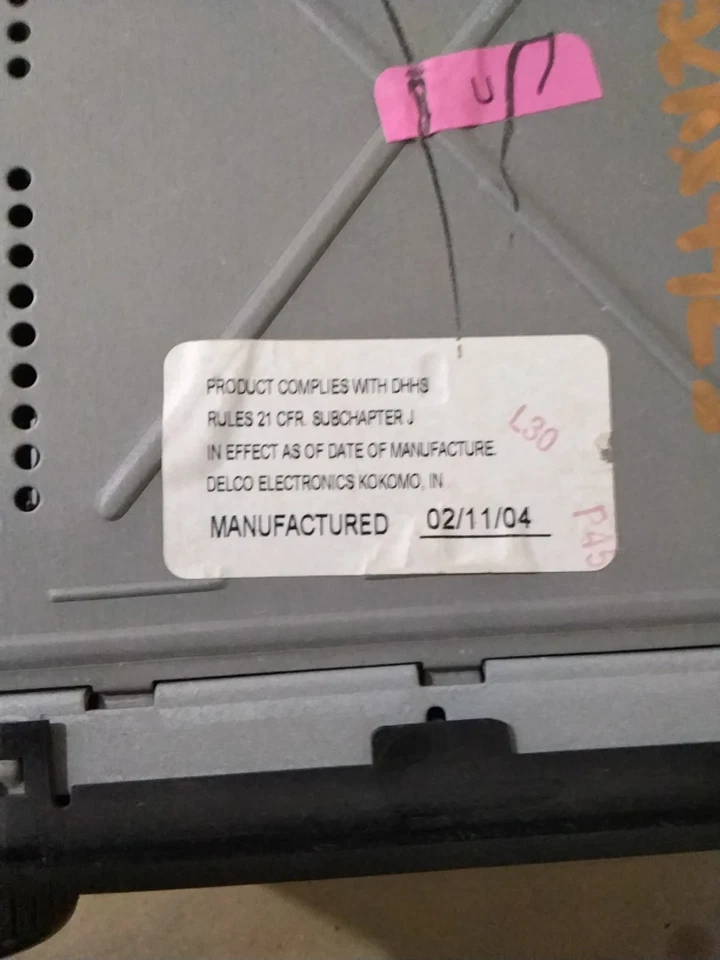 U
PRODUCT COMPLIES WITH DHHS
RULES 21 CFR. SUBCHAPTER J
IN EFFECT AS OF DATE OF MANUFACTURE.
DELCO ELECTRONICS KOKOMO, IN
MANUFACTURED 02/11/04
L30
P45